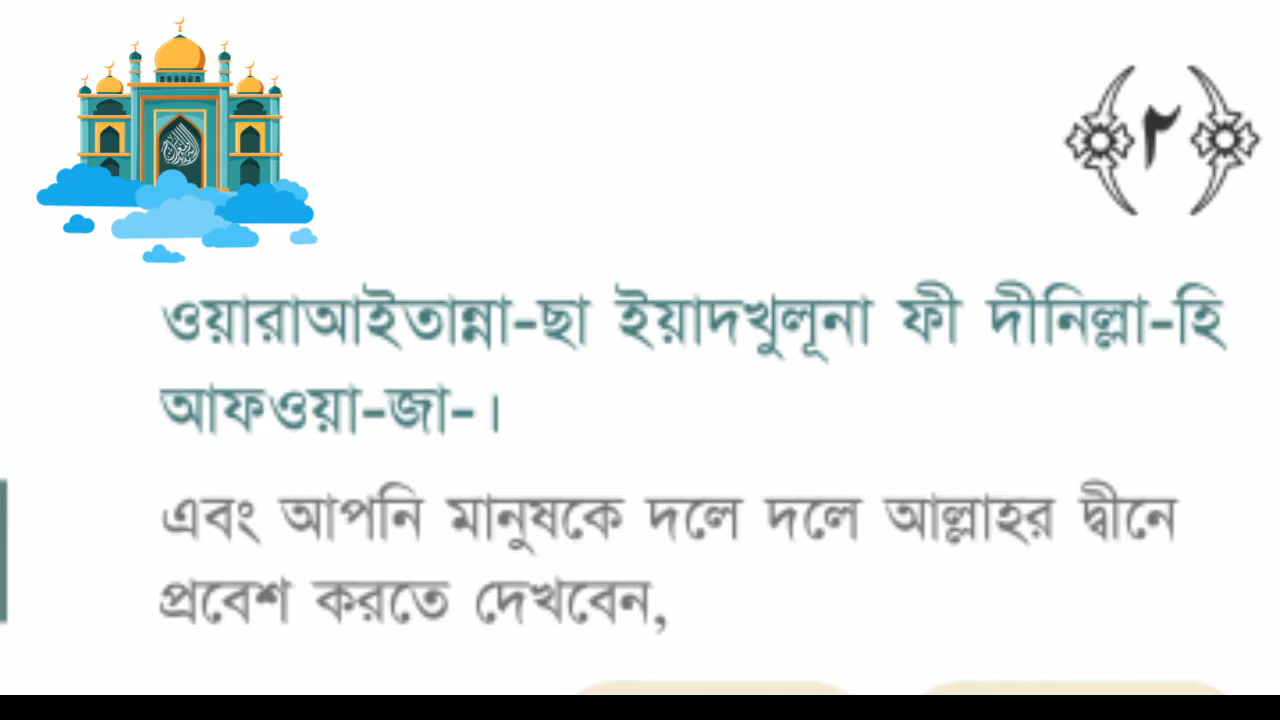 ﴿٢﴾
ওয়ারাআইতান্না-ছা ইয়াদখুলূনা ফী দীনিল্লা-হি
আফওয়া-জা-।
এবং আপনি মানুষকে দলে দলে আল্লাহর দ্বীনে
প্রবেশ করতে দেখবেন,